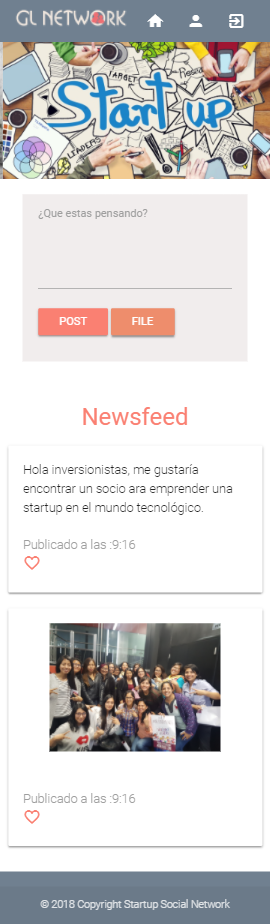 GL NETWORK
TARGET
Start up
LEADERS
¿Que estas pensando?
POST
FILE
Newsfeed
Hola inversionistas, me gustaría
encontrar un socio ara emprender una
startup en el mundo tecnológico.
Publicado a las :9:16
Publicado a las :9:16
© 2018 Copyright Startup Social Network